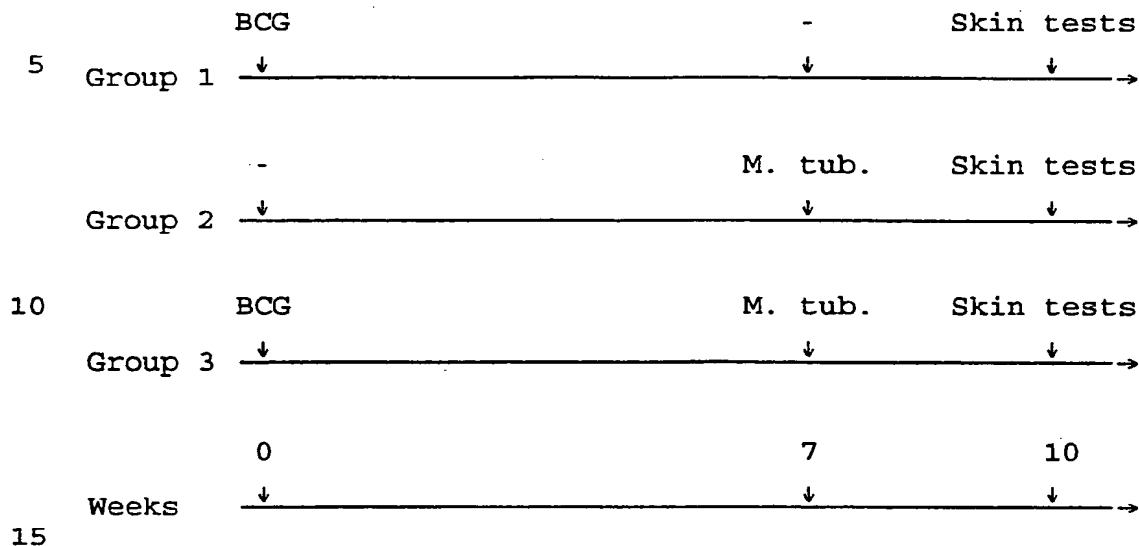 BCG - Skin tests
5 Group 1
- M. tub. Skin tests
Group 2
10 BCG M. tub. Skin tests
Group 3
0 7 10
Weeks
15